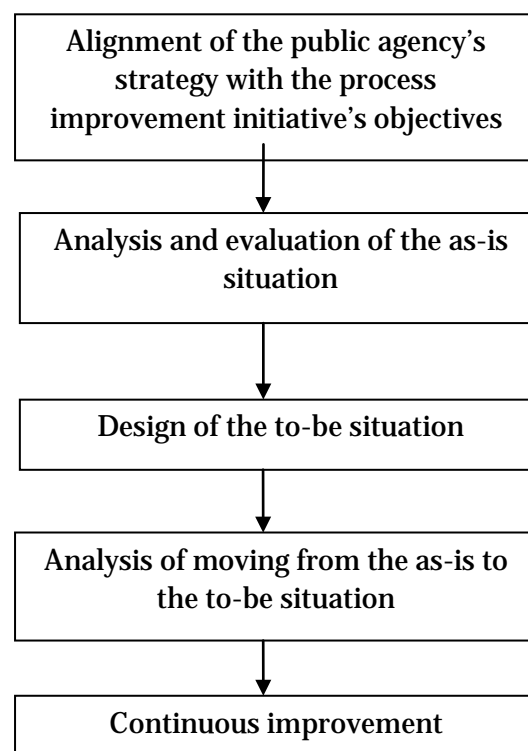 Alignment of the public agency’s
strategy with the process
improvement initiative’s objectives
Analysis and evaluation of the as-is
situation
Design of the to-be situation
Analysis of moving from the as-is to
the to-be situation
Continuous improvement